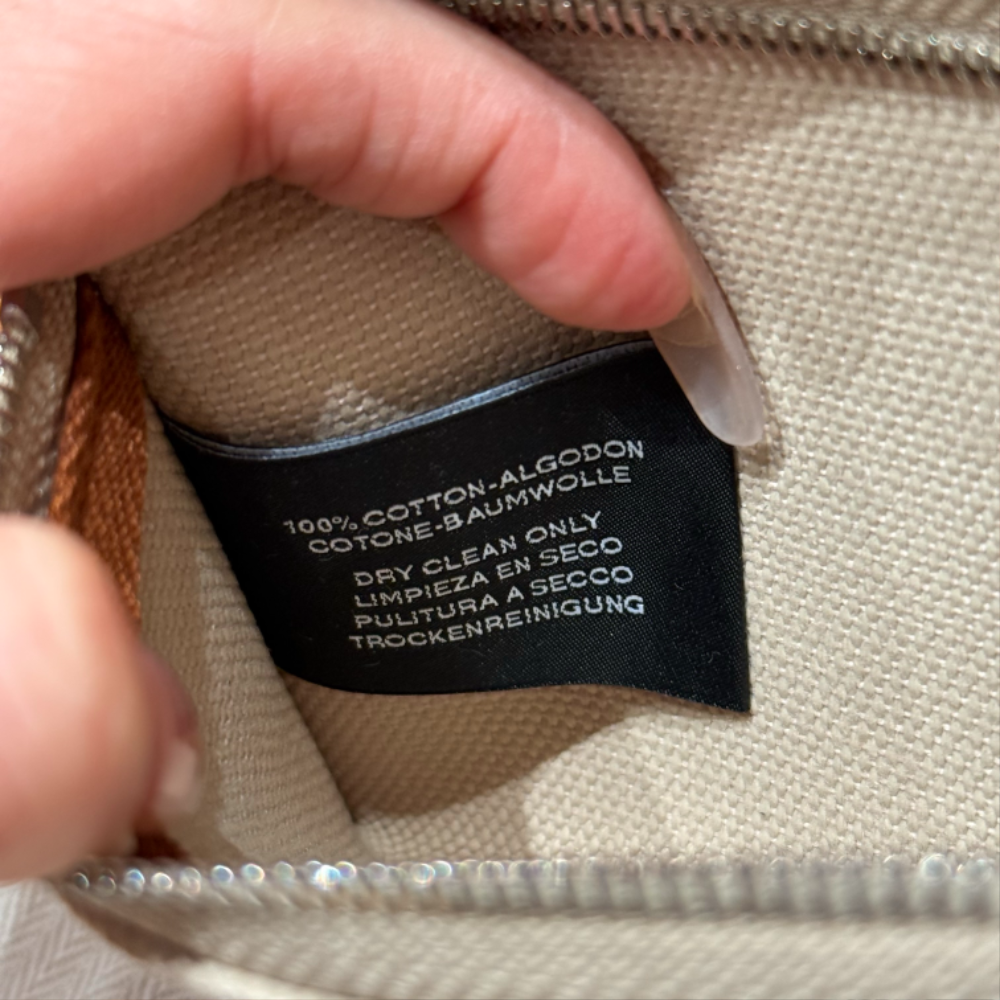 100% COTTON-ALGODON
COTONE-BAUMWOLLE
DRY CLEAN ONLY
LIMPIEZA EN SECO
PULITURA A SECCO
TROCKENREINIGUNG